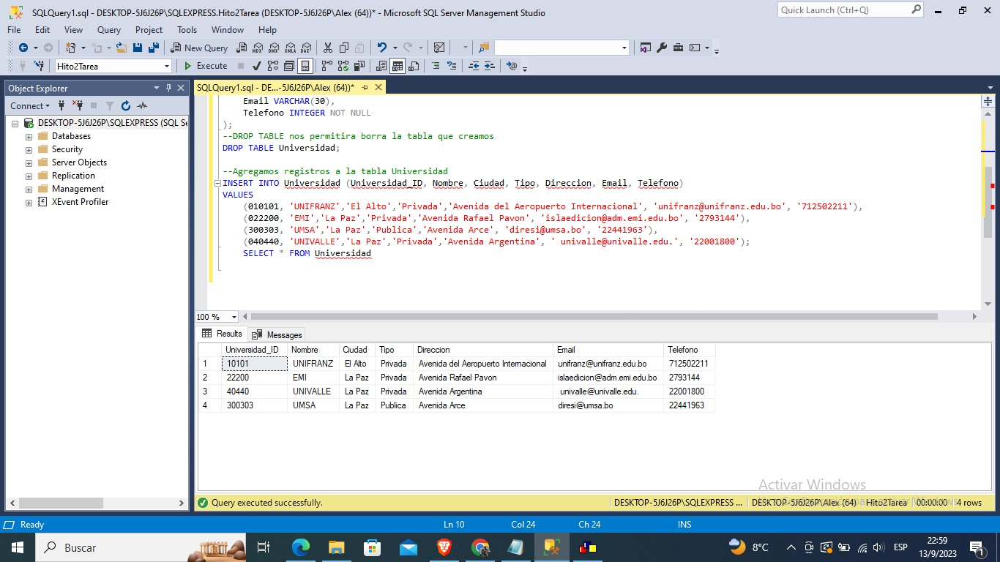 SQLQuery1.sql - DESKTOP-5J6J26P\SQLEXPRESS.Hito2Tarea (DESKTOP-5J6J26P\Alex (64))* - Microsoft SQL Server Management Studio
Quick Launch (Ctrl+Q)
File Edit View Query Project Tools Window Help
New Query MDX DMX XMLA DAX
Hito2Tarea Execute
Object Explorer
SQLQuery1.sql - DE...-5J6J26P\Alex (64))*
Connect
DESKTOP-5J6J26P\SQLEXPRESS (SQL Se
Databases
Security
Server Objects
Replication
Management
XEvent Profiler
Email VARCHAR(30),
Telefono INTEGER NOT NULL
);
--DROP TABLE nos permitira borra la tabla que creamos
DROP TABLE Universidad;
--Agregamos registros a la tabla Universidad
INSERT INTO Universidad (Universidad_ID, Nombre, Ciudad, Tipo, Direccion, Email, Telefono)
VALUES
(010101, 'UNIFRANZ','El Alto','Privada','Avenida del Aeropuerto Internacional', 'unifranz@unifranz.edu.bo', '712502211'),
(022200, 'EMI','La Paz','Privada','Avenida Rafael Pavon', 'islaedicion@adm.emi.edu.bo', '2793144'),
(300303, 'UMSA','La Paz','Publica','Avenida Arce', 'diresi@umsa.bo', '22441963'),
(040440, 'UNIVALLE','La Paz','Privada','Avenida Argentina', ' univalle@univalle.edu.', '22001800');
SELECT * FROM Universidad
100 %
Results Messages
Universidad_ID Nombre Ciudad Tipo Direccion Email Telefono
1 10101 UNIFRANZ El Alto Privada Avenida del Aeropuerto Internacional unifranz@unifranz.edu.bo 712502211
2 22200 EMI La Paz Privada Avenida Rafael Pavon islaedicion@adm.emi.edu.bo 2793144
3 40440 UNIVALLE La Paz Privada Avenida Argentina univalle@univalle.edu. 22001800
4 300303 UMSA La Paz Publica Avenida Arce diresi@umsa.bo 22441963
Activar Windows
Query executed successfully. DESKTOP-5J6J26P\SQLEXPRESS ... DESKTOP-5J6J26P\Alex (64) Hito2Tarea 00:00:00 4 rows
Ready Ln 10 Col 24 Ch 24 INS
Buscar 8°C ESP 22:59
13/9/2023 1